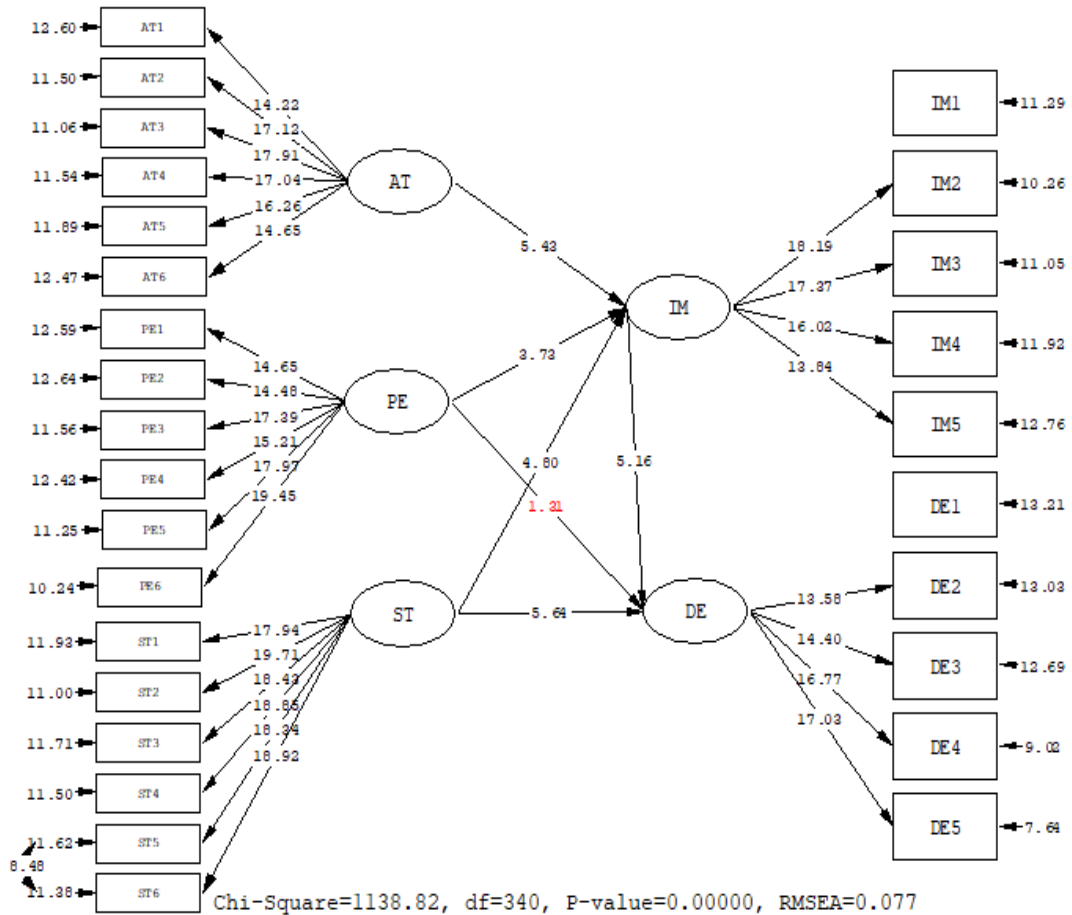 12.60 AT1
11.50 AT2
11.06 AT3
11.54 AT4
11.89 AT5
12.47 AT6
12.59 PE1
12.64 PE2
11.56 PE3
12.42 PE4
11.25 PE5
10.24 PE6
11.93 ST1
11.00 ST2
11.71 ST3
11.50 ST4
11.62 ST5
8.48
11.38 ST6
14.22
17.12
17.91
17.04
16.26
14.65
14.65
14.48
17.39
15.21
17.97
19.45
17.94
19.71
18.43
18.85
18.34
18.92
AT
PE
ST
5.43
3.73
4.80
1.31
5.16
5.64
IM
DE
18.19
17.37
16.02
13.84
13.58
14.40
16.77
17.03
IM1 11.29
IM2 10.26
IM3 11.05
IM4 11.92
IM5 12.76
DE1 13.21
DE2 13.03
DE3 12.69
DE4 9.02
DE5 7.64
Chi-Square=1138.82, df=340, P-value=0.00000, RMSEA=0.077